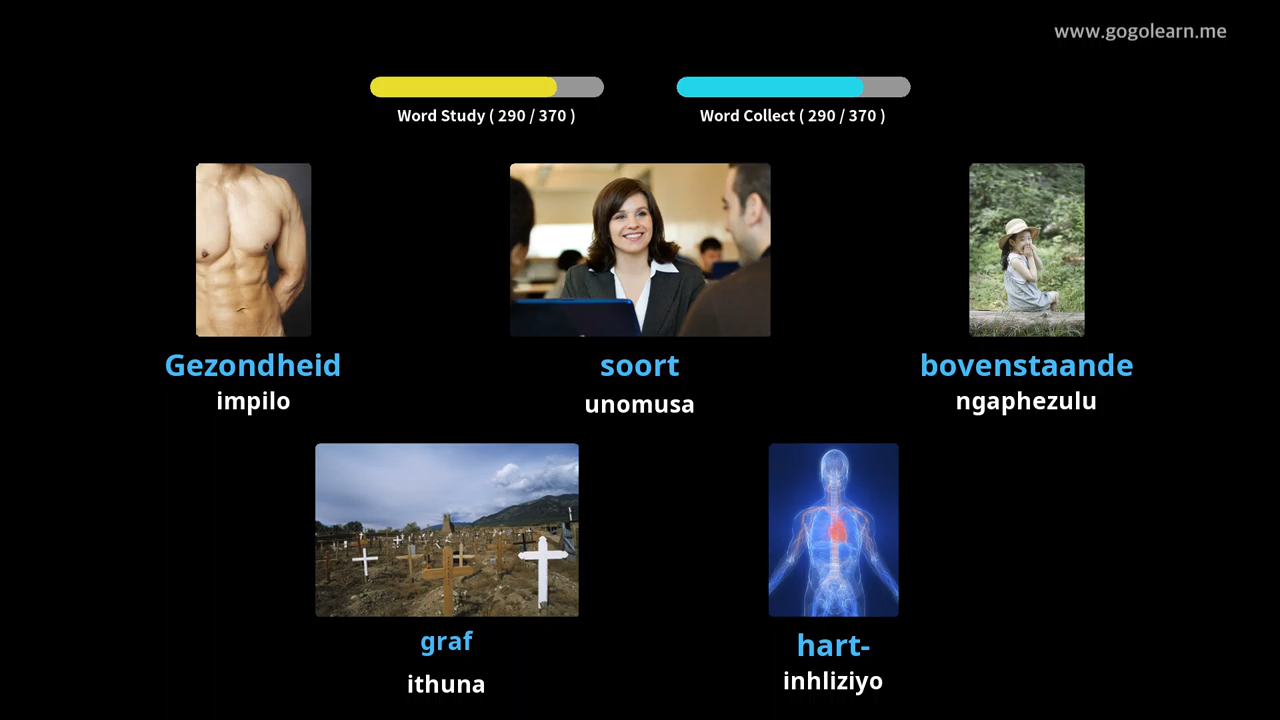 www.gogolearn.me
Word Study ( 290 / 370 )
Word Collect ( 290 / 370 )
Gezondheid
impilo
soort
unomusa
bovenstaande
ngaphezulu
graf
ithuna
hart-
inhliziyo